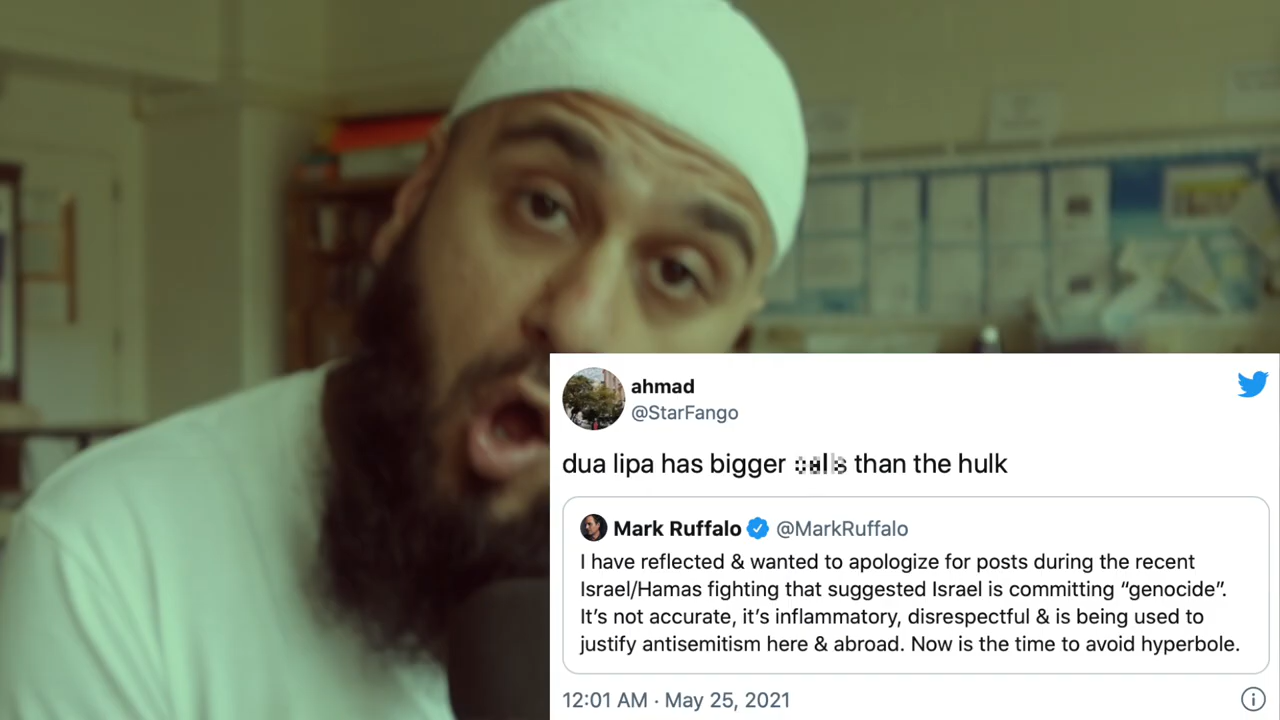 ahmad
@StarFango
dua lipa has bigger than the hulk
Mark Ruffalo @MarkRuffalo
I have reflected & wanted to apologize for posts during the recent
Israel/Hamas fighting that suggested Israel is committing “genocide”.
It’s not accurate, it’s inflammatory, disrespectful & is being used to
justify antisemitism here & abroad. Now is the time to avoid hyperbole.
12:01 AM · May 25, 2021